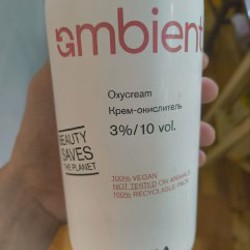 ambient
Oxycream
Крем-окислитель
3%/10 vol.
BEAUTY
SAVES
THE PLANET
100% VEGAN
NOT TESTED ON ANIMALS
100% RECYCLABLE PACK